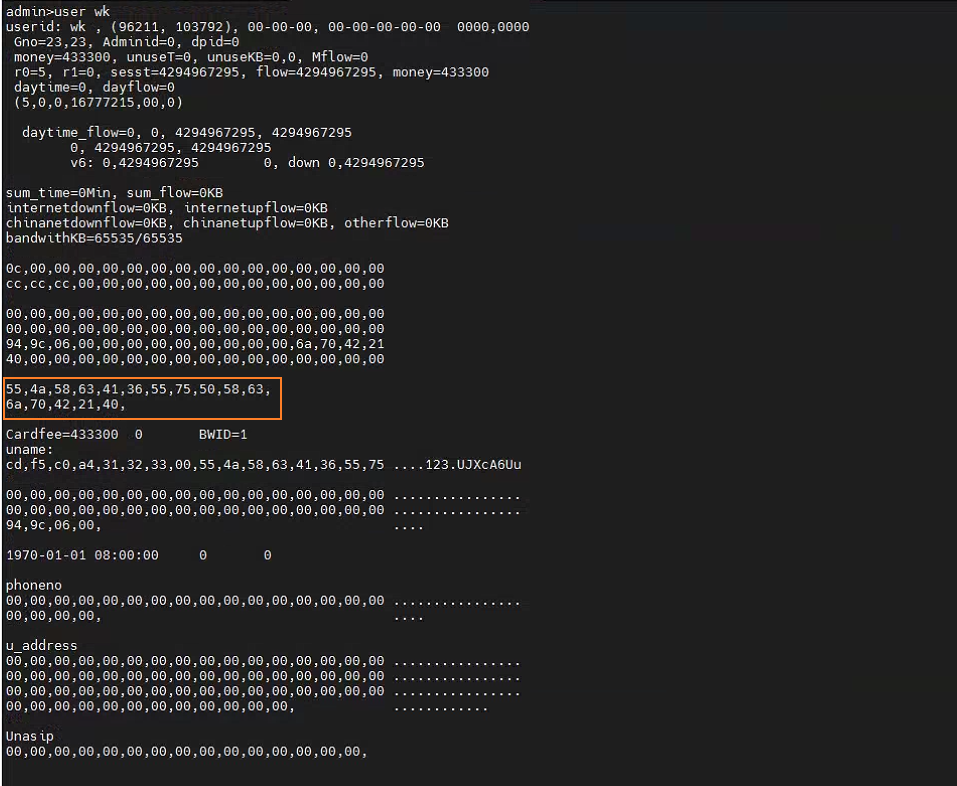 admin>user wk
userid: wk , (96211, 103792), 00-00-00, 00-00-00-00-00  0000,0000
Gno=23,23, Adminid=0, dpid=0
money=433300, unuseT=0, unuseKB=0,0, Mflow=0
r0=5, r1=0, sesst=4294967295, flow=4294967295, money=433300
daytime=0, dayflow=0
(5,0,0,16777215,00,0)
daytime_flow=0, 0, 4294967295, 4294967295
0, 4294967295, 4294967295
v6: 0,4294967295        0, down 0,4294967295
sum_time=0Min, sum_flow=0KB
internetdownflow=0KB, internetupflow=0KB
chinanetdownflow=0KB, chinanetupflow=0KB, otherflow=0KB
bandwithKB=65535/65535
0c,00,00,00,00,00,00,00,00,00,00,00,00,00,00,00
cc,cc,cc,00,00,00,00,00,00,00,00,00,00,00,00,00
00,00,00,00,00,00,00,00,00,00,00,00,00,00,00,00
00,00,00,00,00,00,00,00,00,00,00,00,00,00,00,00
94,9c,06,00,00,00,00,00,00,00,00,00,6a,70,42,21
40,00,00,00,00,00,00,00,00,00,00,00,00,00,00,00
55,4a,58,63,41,36,55,75,50,58,63,
6a,70,42,21,40,
Cardfee=433300  0       BWID=1
uname:
cd,f5,c0,a4,31,32,33,00,55,4a,58,63,41,36,55,75 ....123.UJXcA6Uu
00,00,00,00,00,00,00,00,00,00,00,00,00,00,00,00 ................
00,00,00,00,00,00,00,00,00,00,00,00,00,00,00,00 ................
94,9c,06,00,                                    ....
1970-01-01 08:00:00     0       0
phoneno
00,00,00,00,00,00,00,00,00,00,00,00,00,00,00,00 ................
00,00,00,00,                                    ....
u_address
00,00,00,00,00,00,00,00,00,00,00,00,00,00,00,00 ................
00,00,00,00,00,00,00,00,00,00,00,00,00,00,00,00 ................
00,00,00,00,00,00,00,00,00,00,00,00,00,00,00,00 ................
00,00,00,00,00,00,00,00,00,00,00,00,            ............
Unasip
00,00,00,00,00,00,00,00,00,00,00,00,00,00,00,